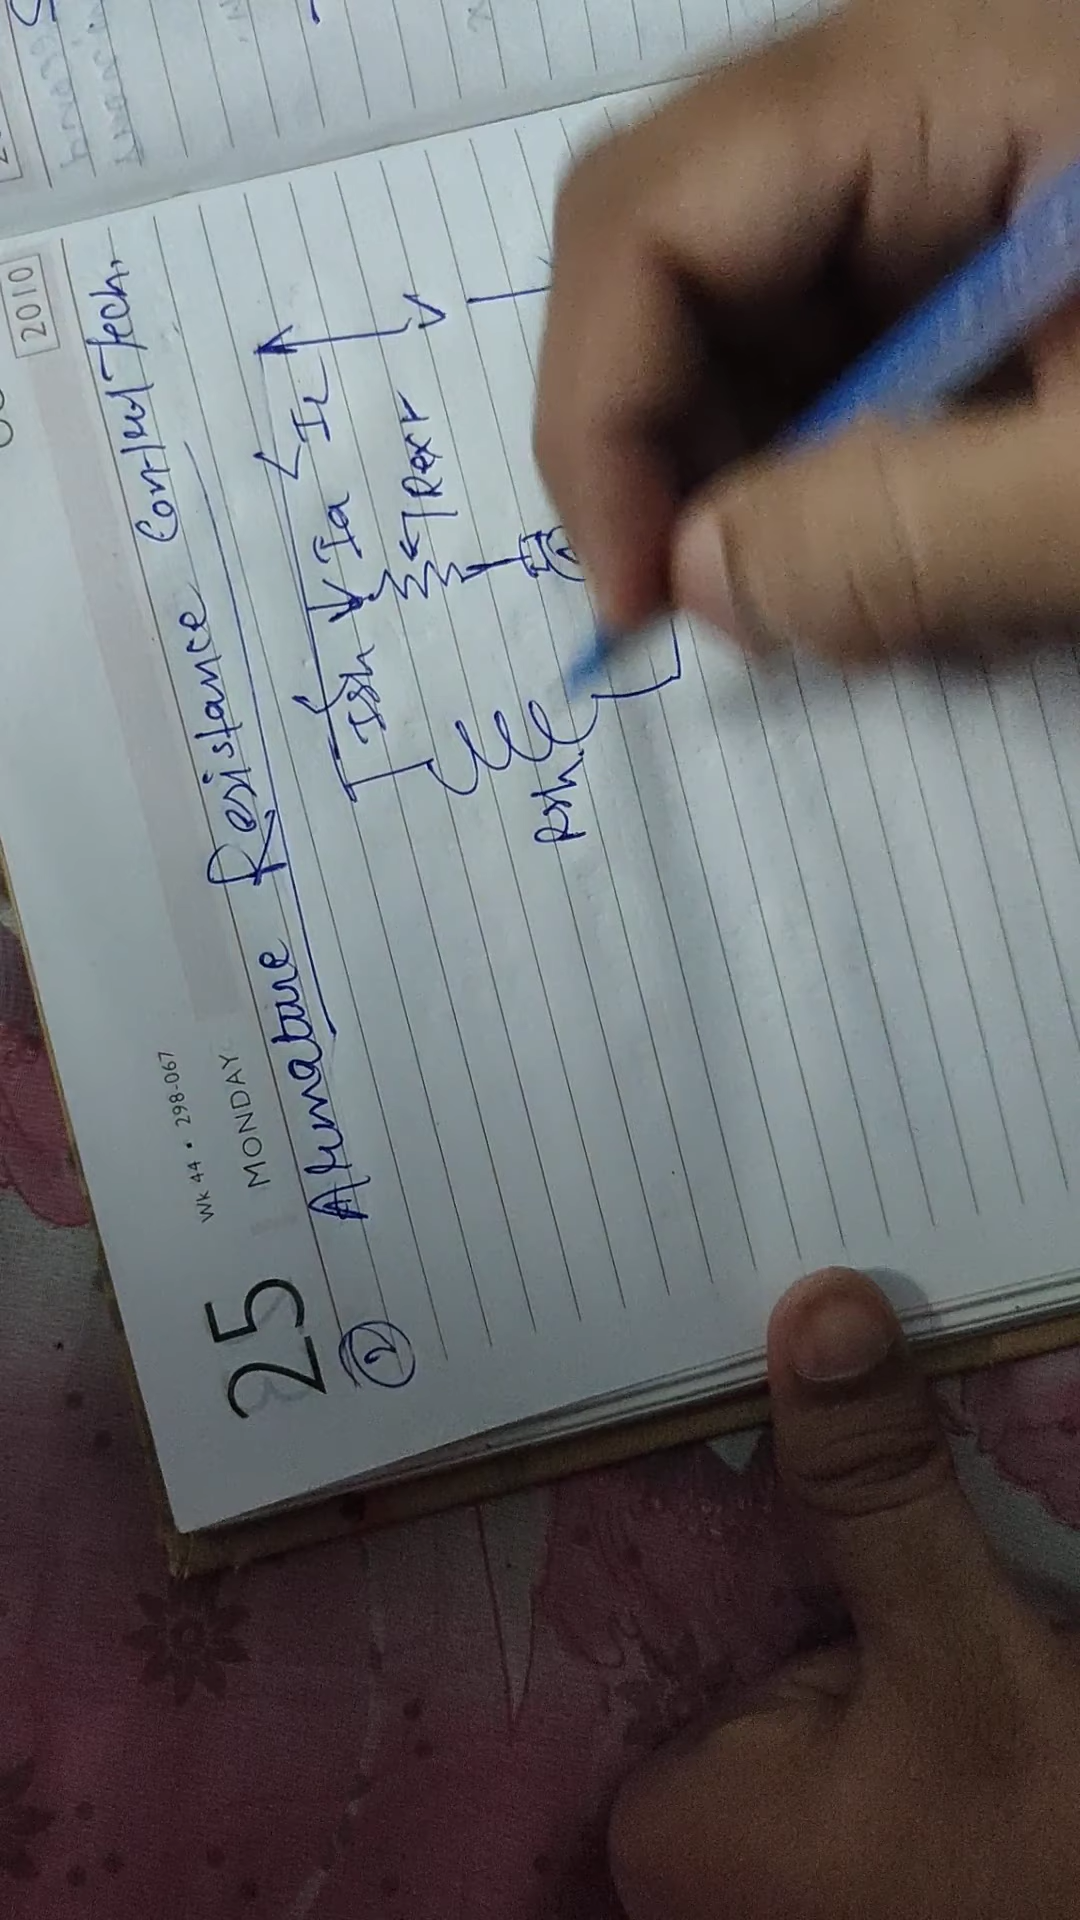 2010
Wk 44 • 298-067
25 MONDAY
② Armature Resistance Control Tech.
Ish Ia IL
Rext V
Rsh